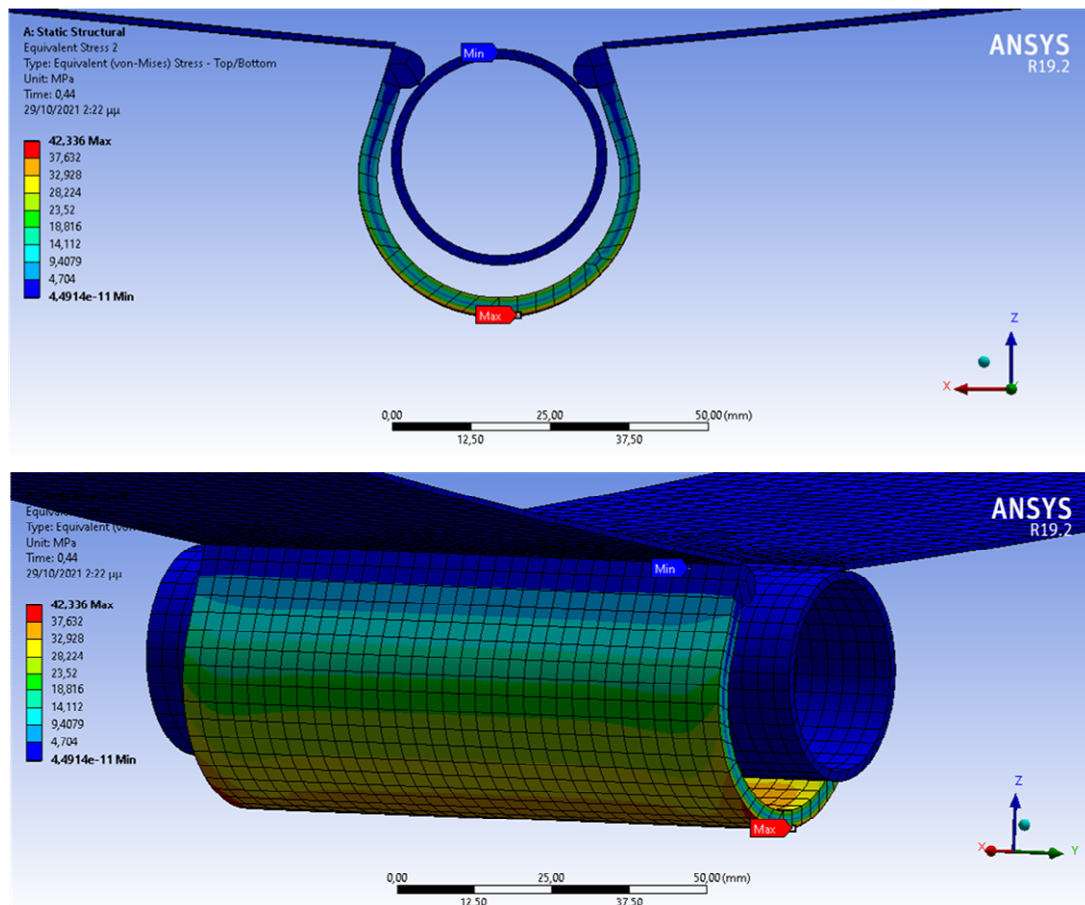 A: Static Structural
Equivalent Stress 2
Type: Equivalent (von-Mises) Stress - Top/Bottom
Unit: MPa
Time: 0,44
29/10/2021 2:22 μμ
42,336 Max
37,632
32,928
28,224
23,52
18,816
14,112
9,4079
4,704
4,4914e-11 Min
Min
Max
ANSYS
R19.2
Z
X
0,00
25,00
50,00 (mm)
12,50
37,50
Type: Equivalent (von
Unit: MPa
Time: 0,44
29/10/2021 2:22 μμ
42,336 Max
37,632
32,928
28,224
23,52
18,816
14,112
9,4079
4,704
4,4914e-11 Min
Min
Max
ANSYS
R19.2
Z
X
Y
0,00
25,00
50,00 (mm)
12,50
37,50